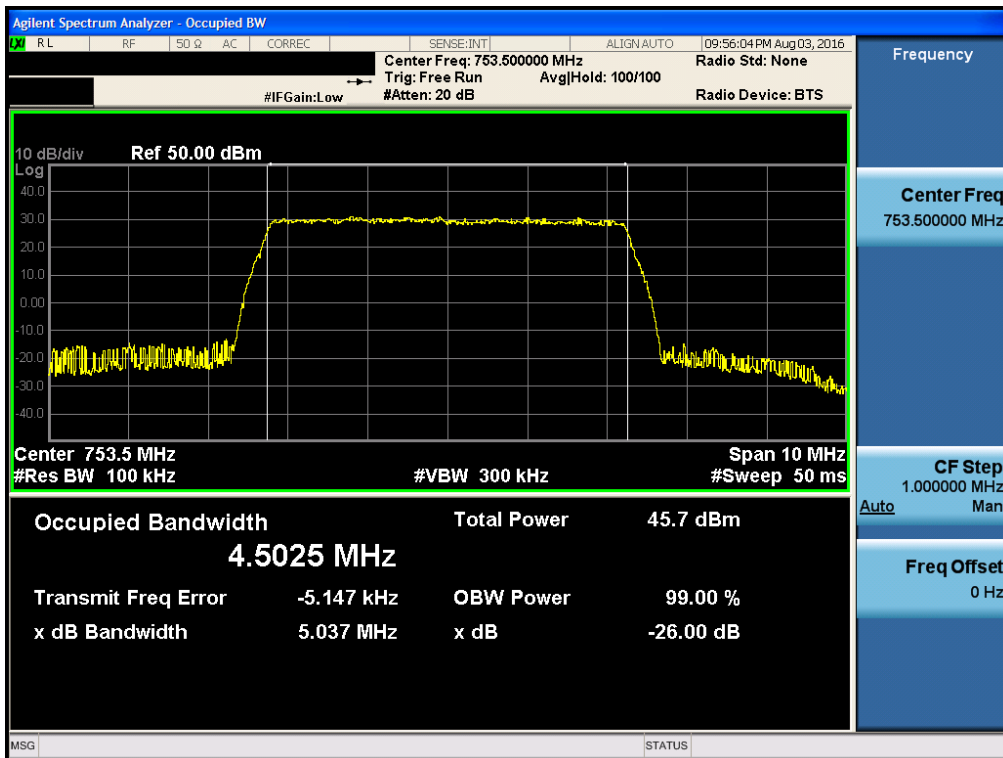 Agilent Spectrum Analyzer - Occupied BW
LXI RL RF 50 Ω AC CORREC SENSE:INT ALIGN AUTO 09:56:04 PM Aug 03, 2016
Center Freq: 753.500000 MHz Radio Std: None
Trig: Free Run Avg|Hold: 100/100
#IFGain:Low #Atten: 20 dB Radio Device: BTS
10 dB/div Ref 50.00 dBm
Log
40.0
30.0
20.0
10.0
0.00
-10.0
-20.0
-30.0
-40.0
Center 753.5 MHz Span 10 MHz
#Res BW 100 kHz #VBW 300 kHz #Sweep 50 ms
Occupied Bandwidth Total Power 45.7 dBm
4.5025 MHz
Transmit Freq Error -5.147 kHz OBW Power 99.00 %
x dB Bandwidth 5.037 MHz x dB -26.00 dB
MSG STATUS
Frequency
Center Freq
753.500000 MHz
CF Step
1.000000 MHz
Auto Man
Freq Offset
0 Hz